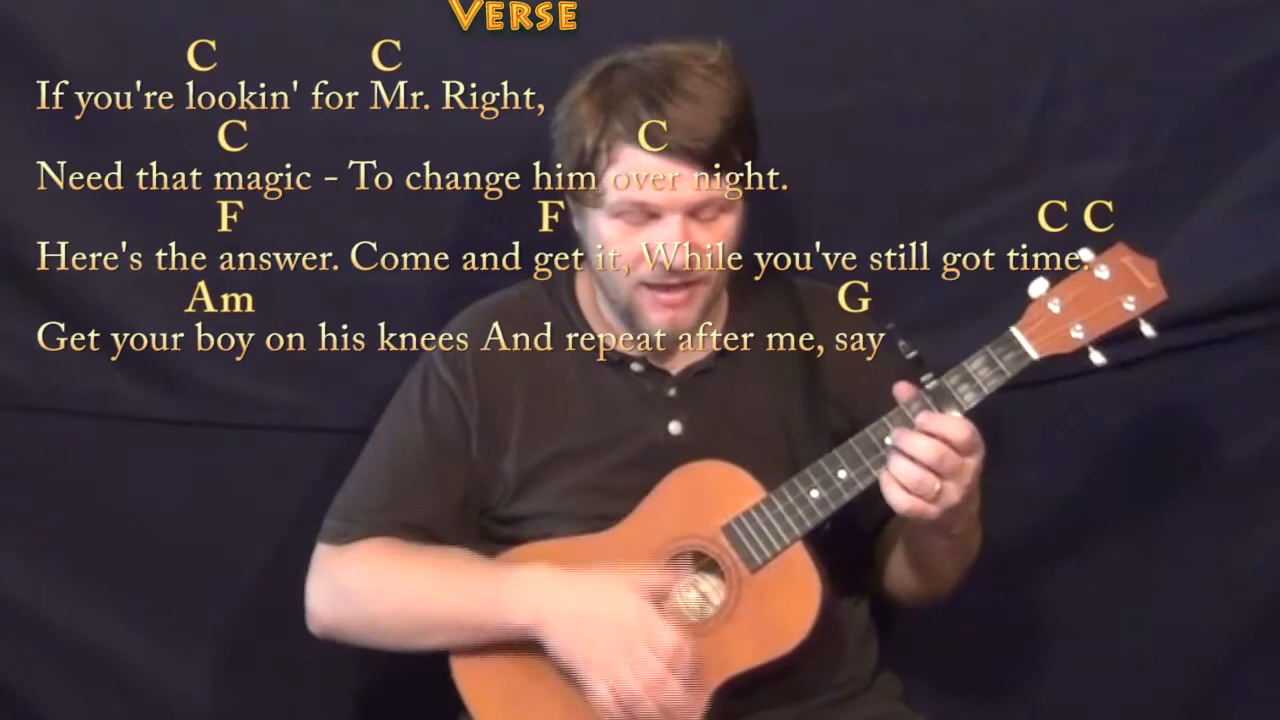 VERSE
C C
If you're lookin' for Mr. Right,
C C
Need that magic - To change him over night.
F F C C
Here's the answer. Come and get it, While you've still got time.
Am G
Get your boy on his knees And repeat after me, say